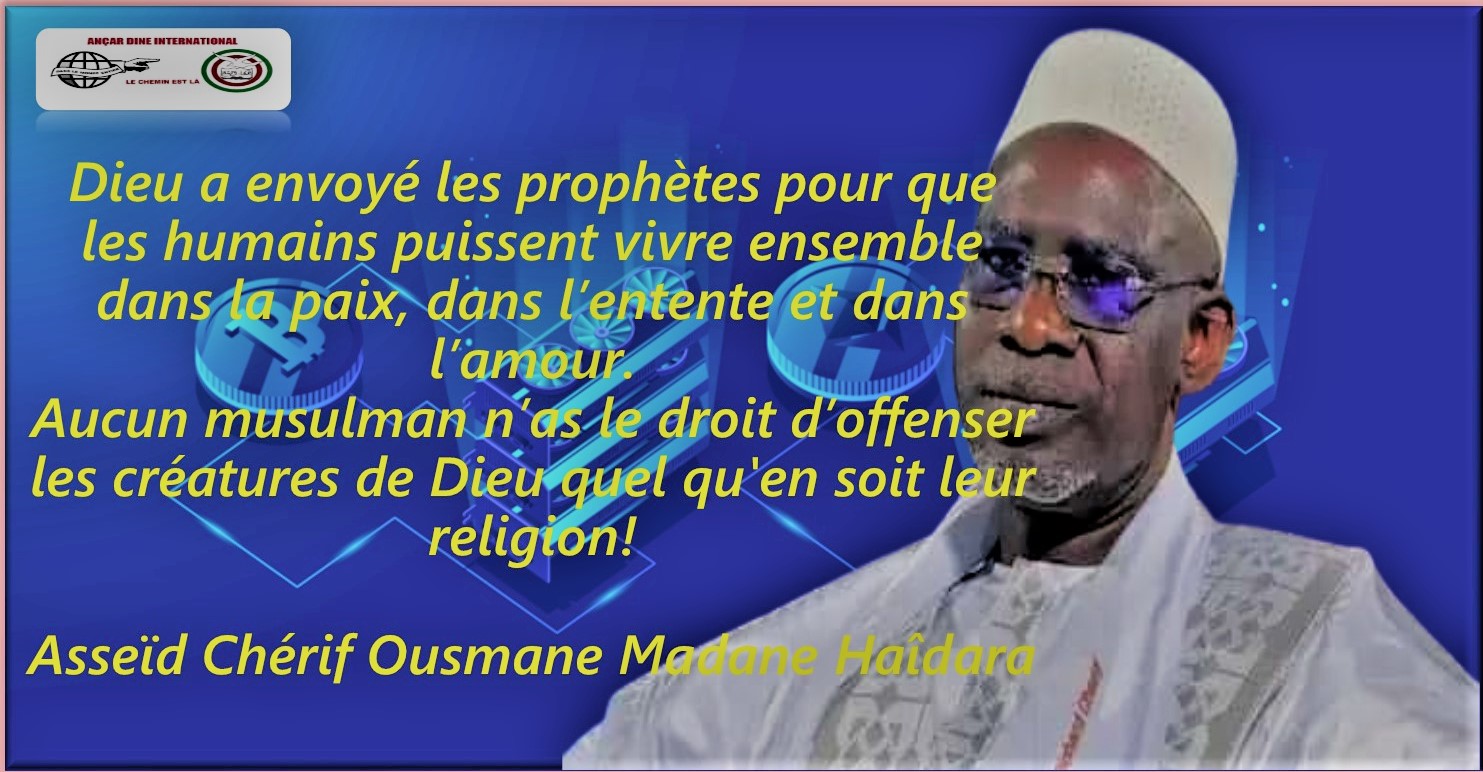 ANÇAR DINE INTERNATIONAL
LE CHEMIN EST LÀ
Dieu a envoyé les prophètes pour que
les humains puissent vivre ensemble
dans la paix, dans l’entente et dans
l’amour.
Aucun musulman n’as le droit d’offenser
les créatures de Dieu quel qu'en soit leur
religion!
Asseïd Chérif Ousmane Madane Haîdara